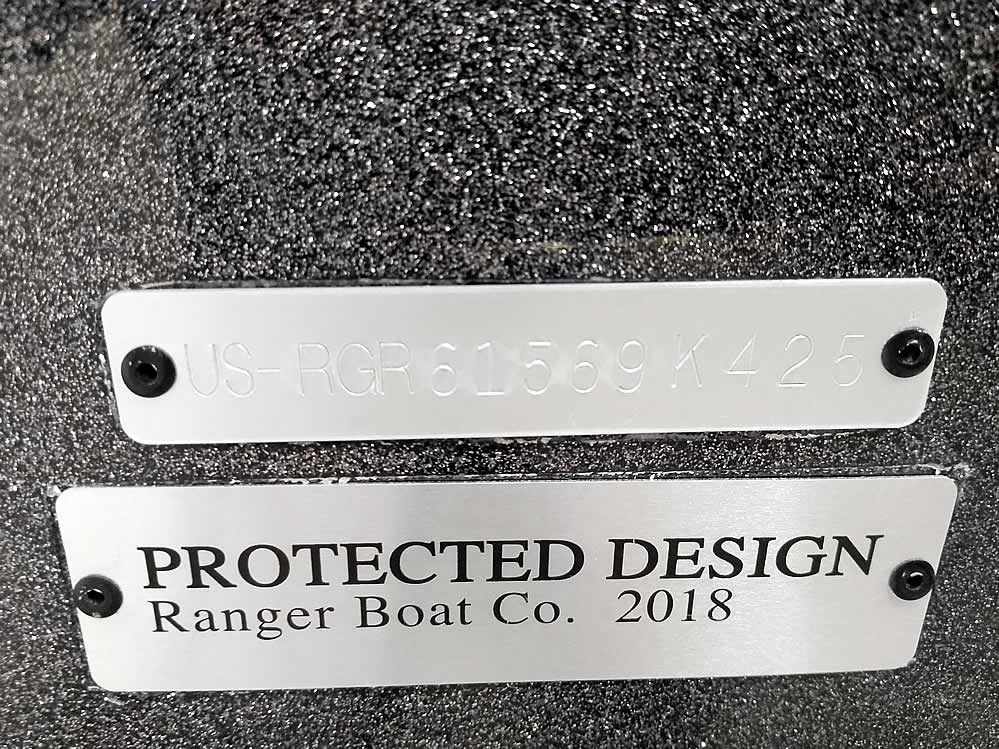 US-RGR61569K425
PROTECTED DESIGN
Ranger Boat Co. 2018